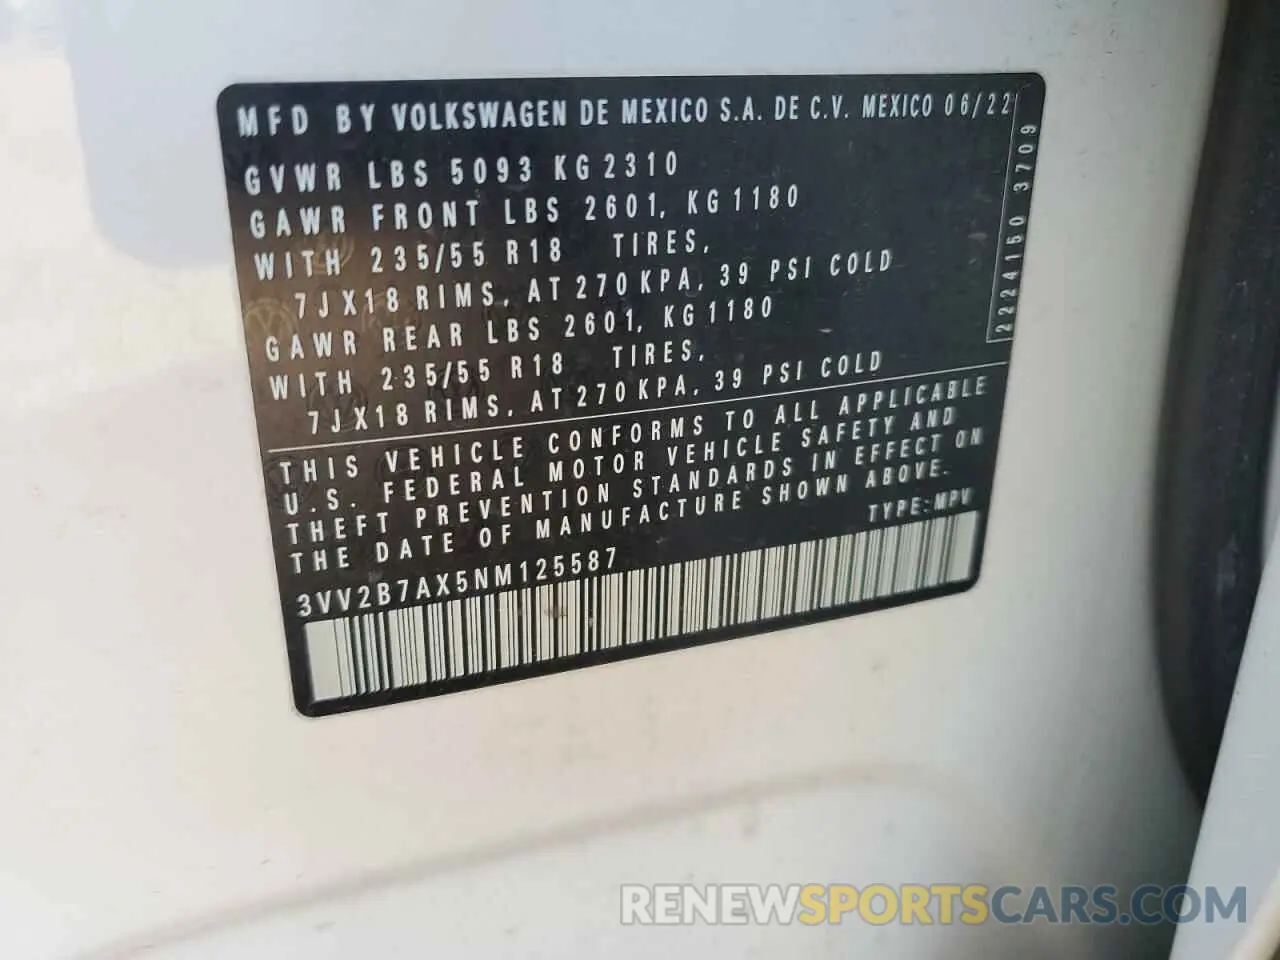 MFD BY VOLKSWAGEN DE MEXICO S.A. DE C.V. MEXICO 06/22
GVWR LBS 5093 KG 2310
GAWR FRONT LBS 2601, KG 1180
WITH 235/55 R18 TIRES,
7JX18 RIMS, AT 270 KPA, 39 PSI COLD
GAWR REAR LBS 2601, KG 1180
WITH 235/55 R18 TIRES,
7JX18 RIMS, AT 270 KPA, 39 PSI COLD
2224150 3709
THIS VEHICLE CONFORMS TO ALL APPLICABLE
U.S. FEDERAL MOTOR VEHICLE SAFETY AND
THEFT PREVENTION STANDARDS IN EFFECT ON
THE DATE OF MANUFACTURE SHOWN ABOVE.
TYPE: MPV
3VV2B7AX5NM125587
RENEWSPORTSCARS.COM